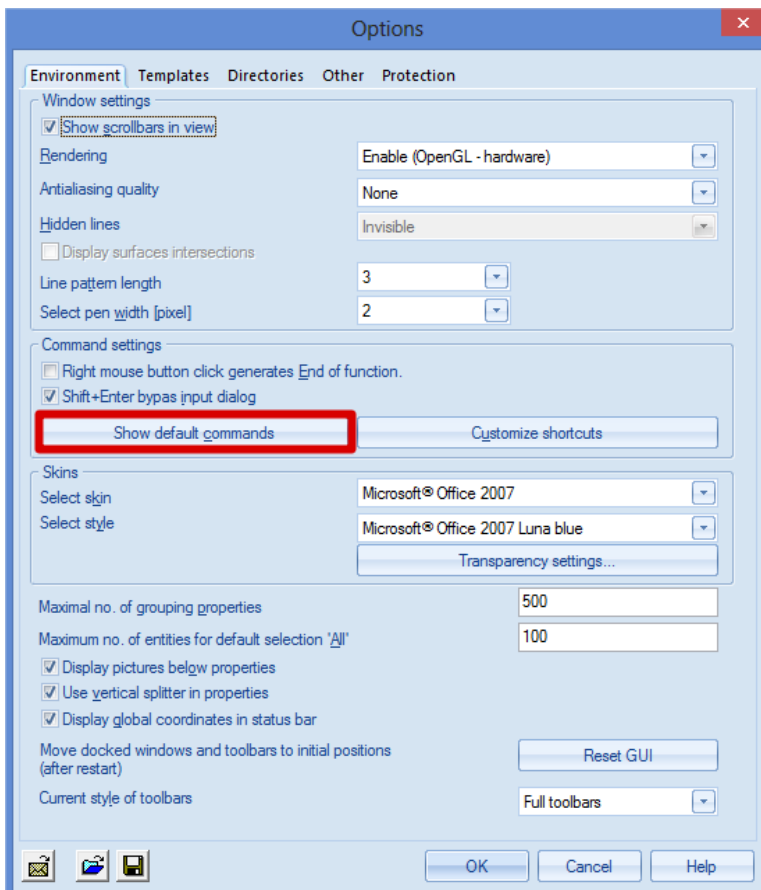 Options
Environment Templates Directories Other Protection
Window settings
Show scrollbars in view
Rendering Enable (OpenGL - hardware)
Antialiasing quality None
Hidden lines Invisible
Display surfaces intersections
Line pattern length 3
Select pen width [pixel] 2
Command settings
Right mouse button click generates End of function.
Shift+Enter bypas input dialog
Show default commands Customize shortcuts
Skins
Select skin Microsoft® Office 2007
Select style Microsoft® Office 2007 Luna blue
Transparency settings...
Maximal no. of grouping properties 500
Maximum no. of entities for default selection 'All' 100
Display pictures below properties
Use vertical splitter in properties
Display global coordinates in status bar
Move docked windows and toolbars to initial positions
(after restart) Reset GUI
Current style of toolbars Full toolbars
OK Cancel Help